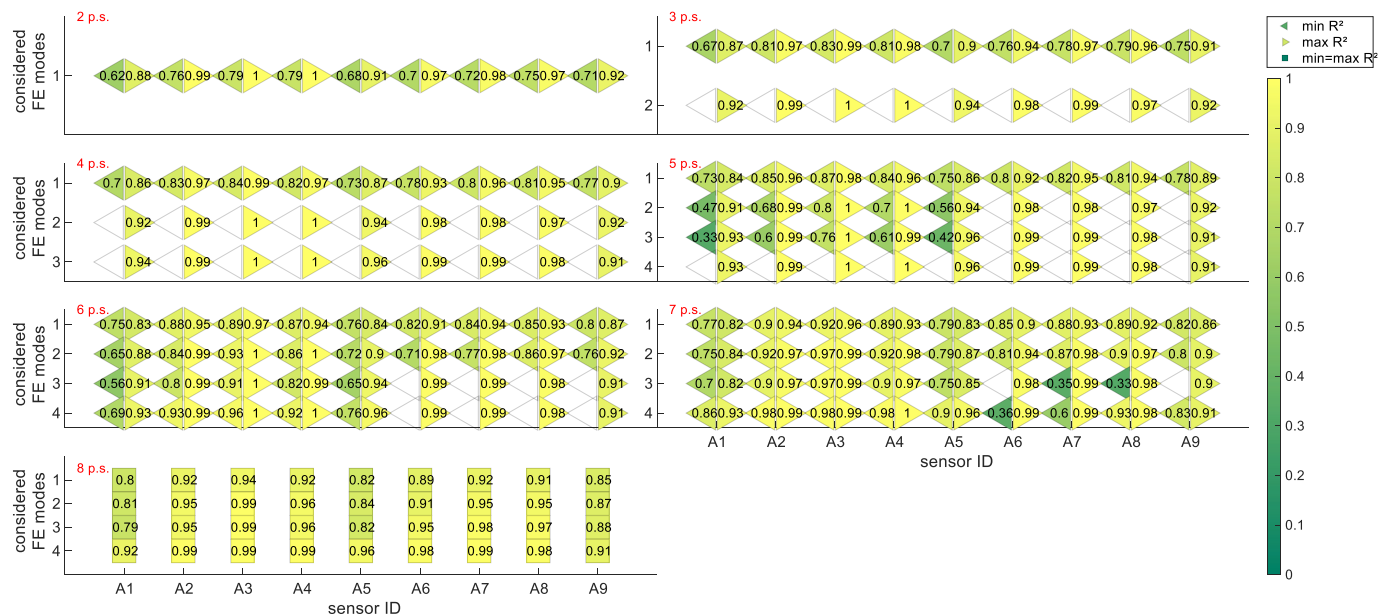 2 p.s.
considered
FE modes
1
0.62 0.88 0.76 0.99 0.79 1 0.79 1 0.68 0.91 0.7 0.97 0.72 0.98 0.75 0.97 0.71 0.92
3 p.s.
1
0.67 0.87 0.81 0.97 0.83 0.99 0.81 0.98 0.7 0.9 0.76 0.94 0.78 0.97 0.79 0.96 0.75 0.91
2
0.92 0.99 1 1 0.94 0.98 0.99 0.97 0.92
min R²
max R²
min=max R²
4 p.s.
1
0.7 0.86 0.83 0.97 0.84 0.99 0.82 0.97 0.73 0.87 0.78 0.93 0.8 0.96 0.81 0.95 0.77 0.9
2
0.92 0.99 1 1 0.94 0.98 0.98 0.97 0.92
3
0.94 0.99 1 1 0.96 0.99 0.99 0.98 0.91
5 p.s.
1
0.73 0.84 0.85 0.96 0.87 0.98 0.84 0.96 0.75 0.86 0.8 0.92 0.82 0.95 0.81 0.94 0.78 0.89
2
0.47 0.91 0.68 0.99 0.8 1 0.7 1 0.56 0.94 0.98 0.98 0.97 0.92
3
0.33 0.93 0.6 0.99 0.76 1 0.61 0.99 0.42 0.96 0.99 0.99 0.98 0.91
4
0.93 0.99 1 1 0.96 0.99 0.99 0.98 0.91
6 p.s.
1
0.75 0.83 0.88 0.95 0.89 0.97 0.87 0.94 0.76 0.84 0.82 0.91 0.84 0.94 0.85 0.93 0.8 0.87
2
0.65 0.88 0.84 0.99 0.93 1 0.86 1 0.72 0.9 0.71 0.98 0.77 0.98 0.86 0.97 0.76 0.92
3
0.56 0.91 0.8 0.99 0.91 1 0.82 0.99 0.65 0.94 0.99 0.99 0.98 0.91
4
0.69 0.93 0.93 0.99 0.96 1 0.92 1 0.76 0.96 0.99 0.99 0.98 0.91
7 p.s.
1
0.77 0.82 0.9 0.94 0.92 0.96 0.89 0.93 0.79 0.83 0.85 0.9 0.88 0.93 0.89 0.92 0.82 0.86
2
0.75 0.84 0.92 0.97 0.97 0.99 0.92 0.98 0.79 0.87 0.81 0.94 0.87 0.98 0.9 0.97 0.8 0.9
3
0.7 0.82 0.9 0.97 0.97 0.99 0.9 0.97 0.75 0.85 0.98 0.35 0.99 0.33 0.98 0.9
4
0.86 0.93 0.98 0.99 0.98 0.99 0.98 1 0.9 0.96 0.36 0.99 0.6 0.99 0.93 0.98 0.83 0.91
A1 A2 A3 A4 A5 A6 A7 A8 A9
sensor ID
8 p.s.
considered
FE modes
1
0.8 0.92 0.94 0.92 0.82 0.89 0.92 0.91 0.85
2
0.81 0.95 0.99 0.96 0.84 0.91 0.95 0.95 0.87
3
0.79 0.95 0.99 0.96 0.82 0.95 0.98 0.97 0.88
4
0.92 0.99 0.99 0.99 0.96 0.98 0.99 0.98 0.91
A1 A2 A3 A4 A5 A6 A7 A8 A9
sensor ID
1
0.9
0.8
0.7
0.6
0.5
0.4
0.3
0.2
0.1
0